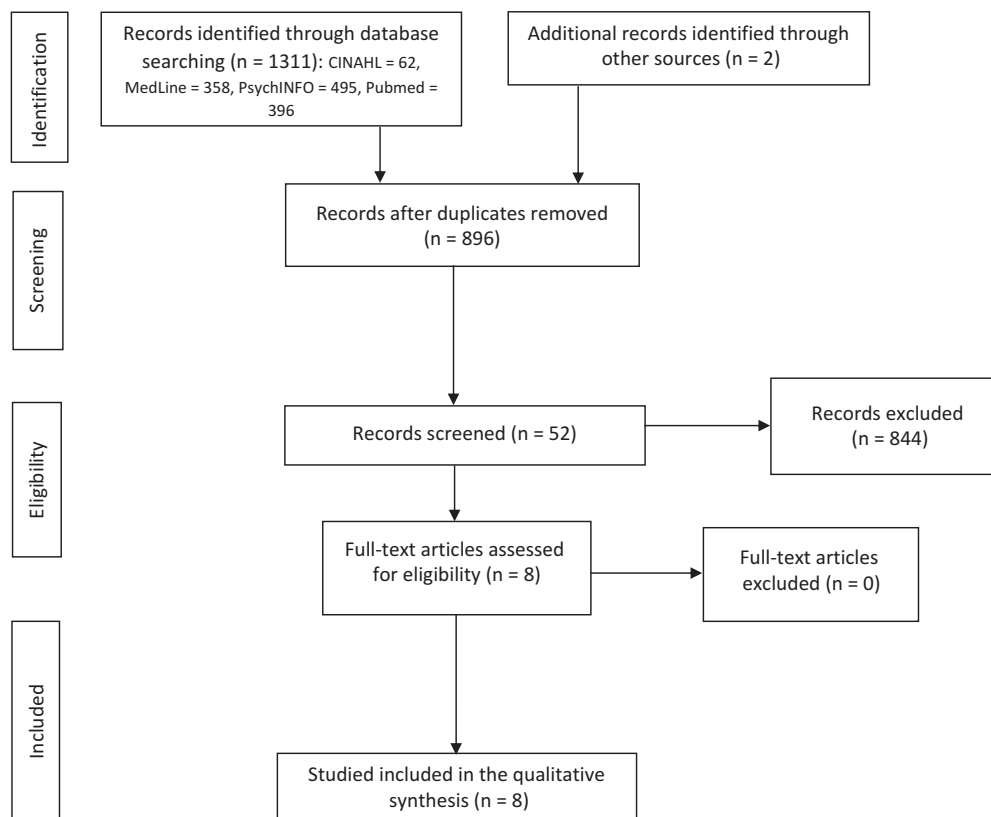 Identification
Records identified through database
searching (n = 1311): CINAHL = 62,
MedLine = 358, PsychINFO = 495, Pubmed =
396
Additional records identified through
other sources (n = 2)
Screening
Records after duplicates removed
(n = 896)
Eligibility
Records screened (n = 52)
Records excluded
(n = 844)
Full-text articles assessed
for eligibility (n = 8)
Full-text articles
excluded (n = 0)
Included
Studied included in the qualitative
synthesis (n = 8)